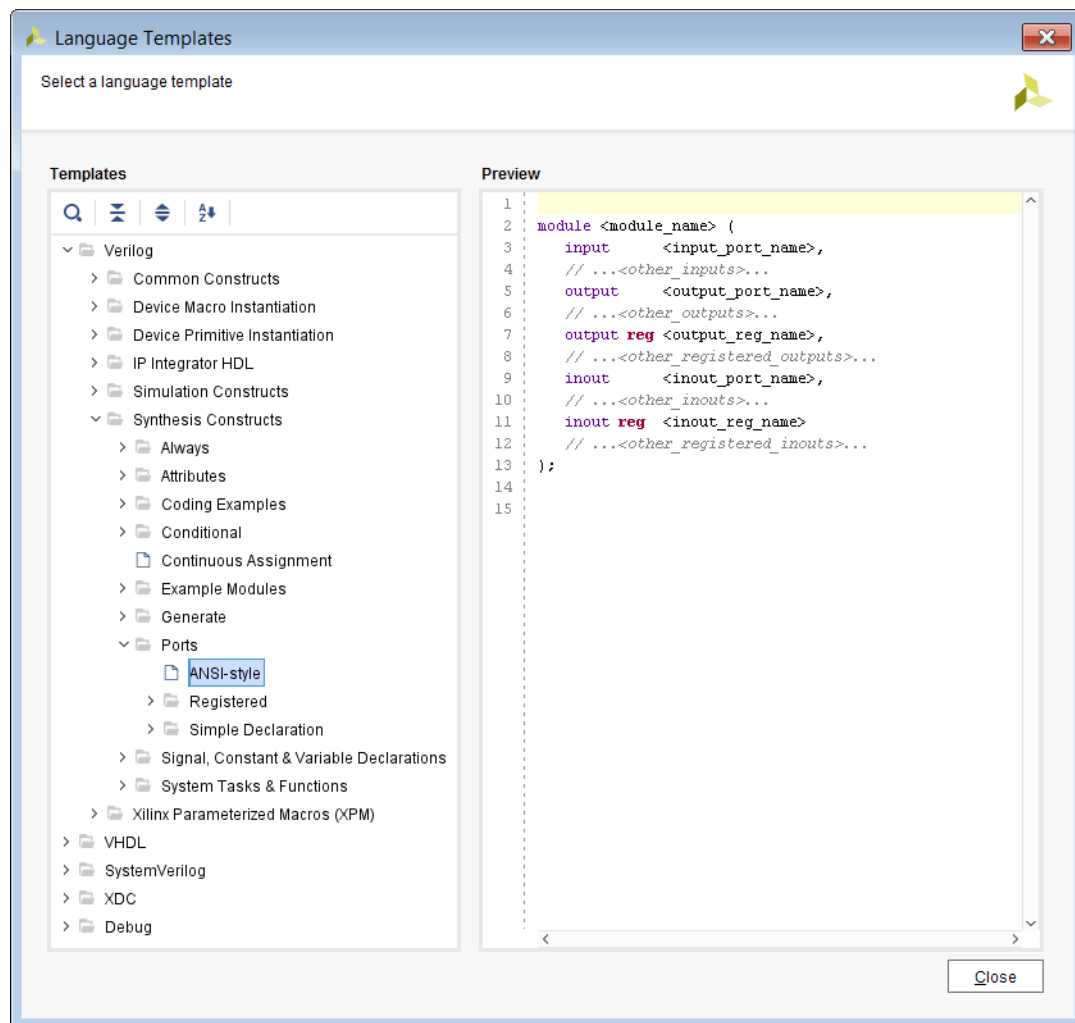 Language Templates
Select a language template
Templates
Verilog
Common Constructs
Device Macro Instantiation
Device Primitive Instantiation
IP Integrator HDL
Simulation Constructs
Synthesis Constructs
Always
Attributes
Coding Examples
Conditional
Continuous Assignment
Example Modules
Generate
Ports
ANSI-style
Registered
Simple Declaration
Signal, Constant & Variable Declarations
System Tasks & Functions
Xilinx Parameterized Macros (XPM)
VHDL
SystemVerilog
XDC
Debug
Preview
1
2 module <module_name> (
3    input      <input_port_name>,
4    // ...<other_inputs>...
5    output     <output_port_name>,
6    // ...<other_outputs>...
7    output reg <output_reg_name>,
8    // ...<other_registered_outputs>...
9    inout      <inout_port_name>,
10    // ...<other_inouts>...
11    inout reg  <inout_reg_name>
12    // ...<other_registered_inouts>...
13 );
14
15
Close